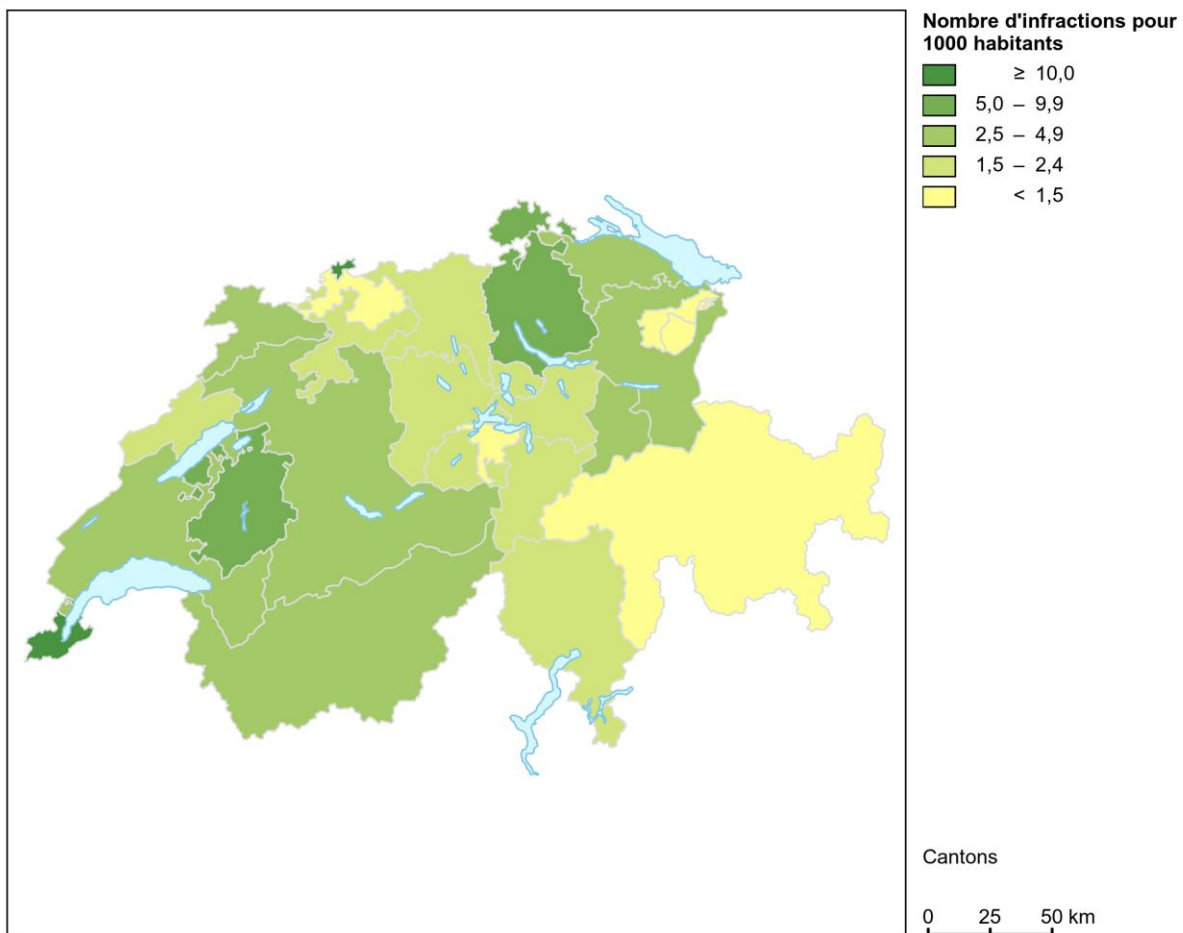 Nombre d'infractions pour
1000 habitants
≥ 10,0
5,0 – 9,9
2,5 – 4,9
1,5 – 2,4
< 1,5
Cantons
0 25 50 km